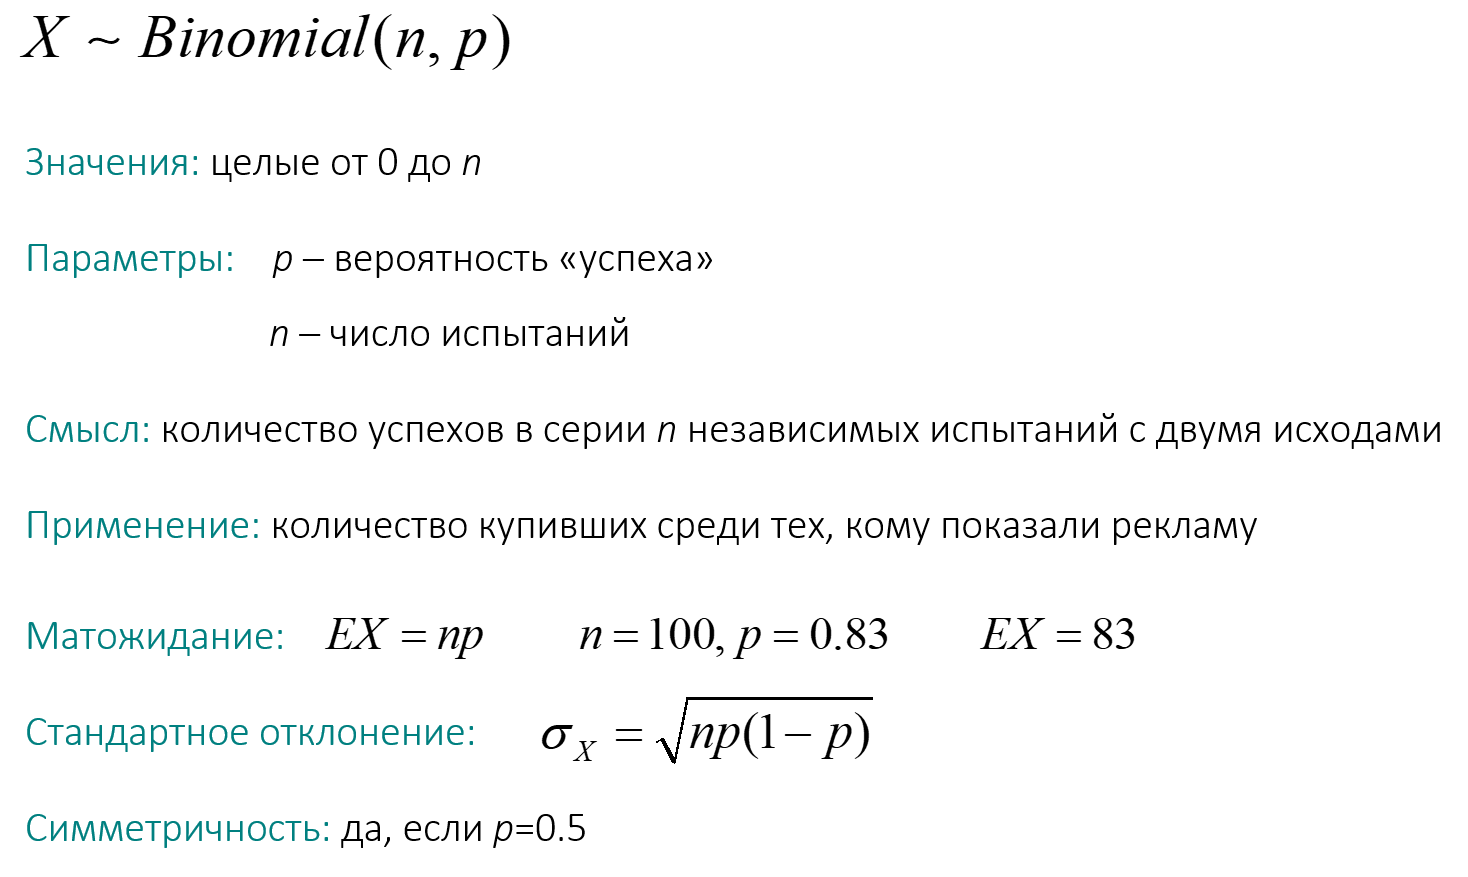 X ~ Binomial(n, p)
Значения: целые от 0 до n
Параметры: p – вероятность «успеха»
n – число испытаний
Смысл: количество успехов в серии n независимых испытаний с двумя исходами
Применение: количество купивших среди тех, кому показали рекламу
Матожидание: EX = np n = 100, p = 0.83 EX = 83
Стандартное отклонение: σ_X = √np(1 − p)
Симметричность: да, если p=0.5